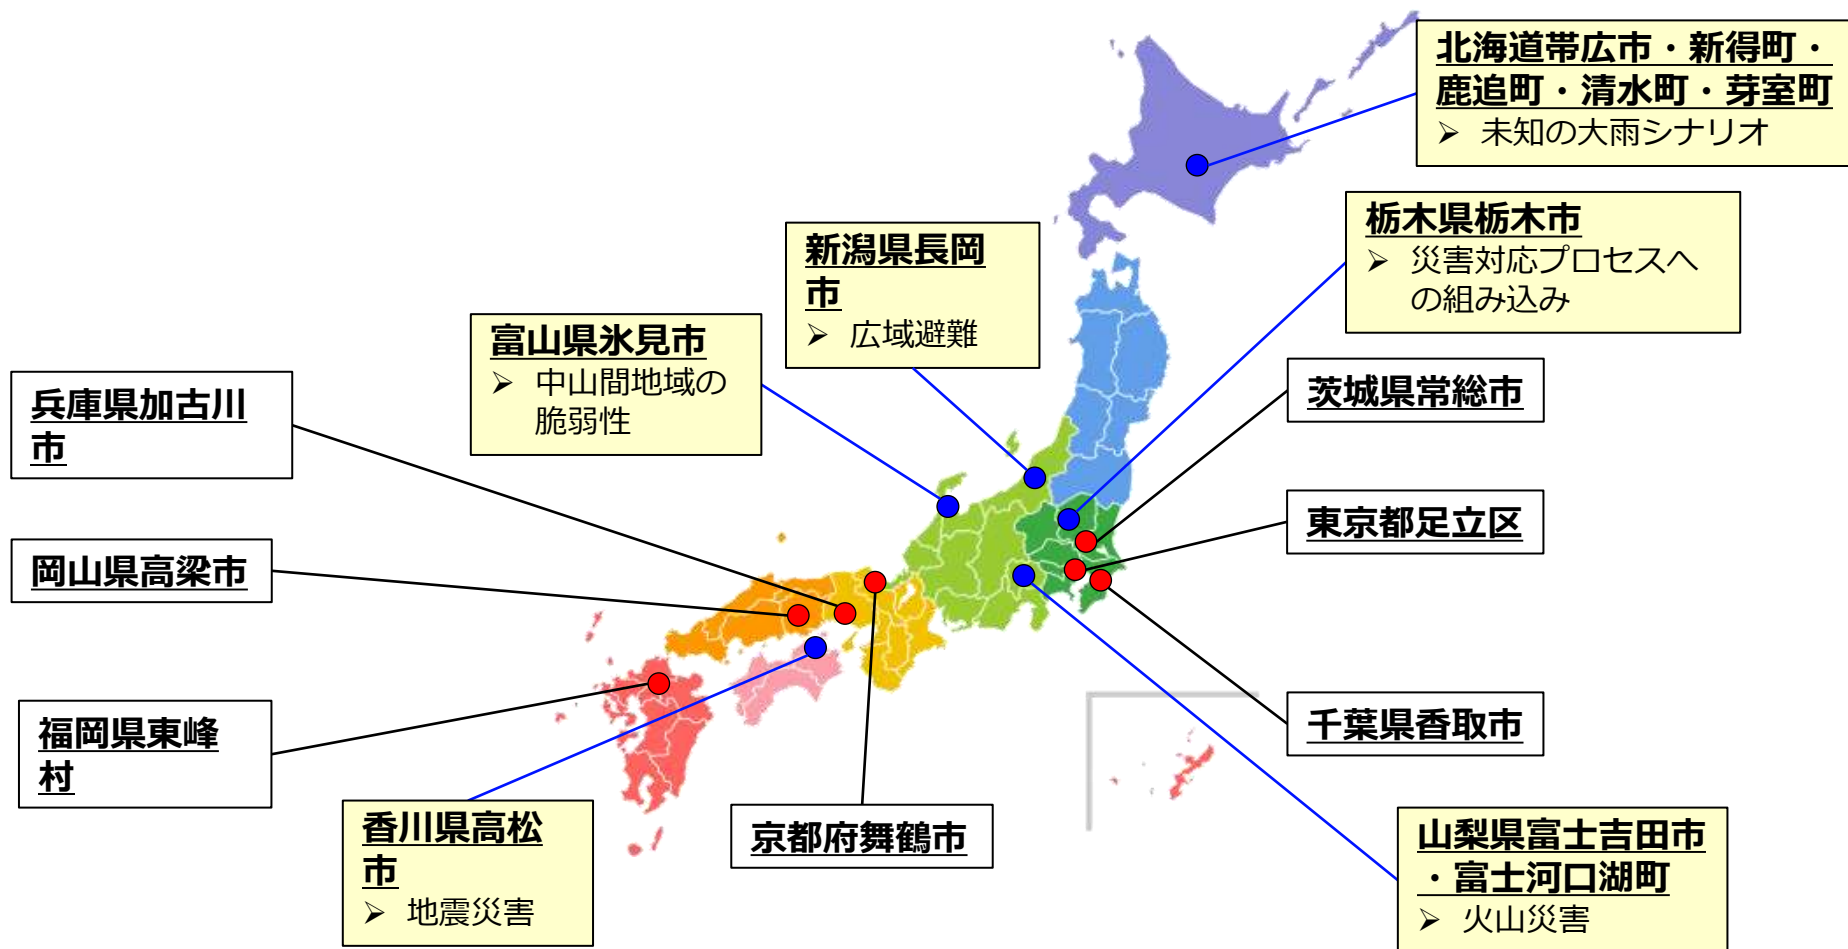 北海道帯広市・新得町・
鹿追町・清水町・芽室町
➢ 未知の大雨シナリオ
栃木県栃木市
➢ 災害対応プロセスへ
の組み込み
新潟県長岡
市
➢ 広域避難
富山県氷見市
➢ 中山間地域の
脆弱性
兵庫県加古川
市
茨城県常総市
東京都足立区
岡山県高梁市
福岡県東峰
村
千葉県香取市
香川県高松
市
➢ 地震災害
京都府舞鶴市
山梨県富士吉田市
・富士河口湖町
➢ 火山災害